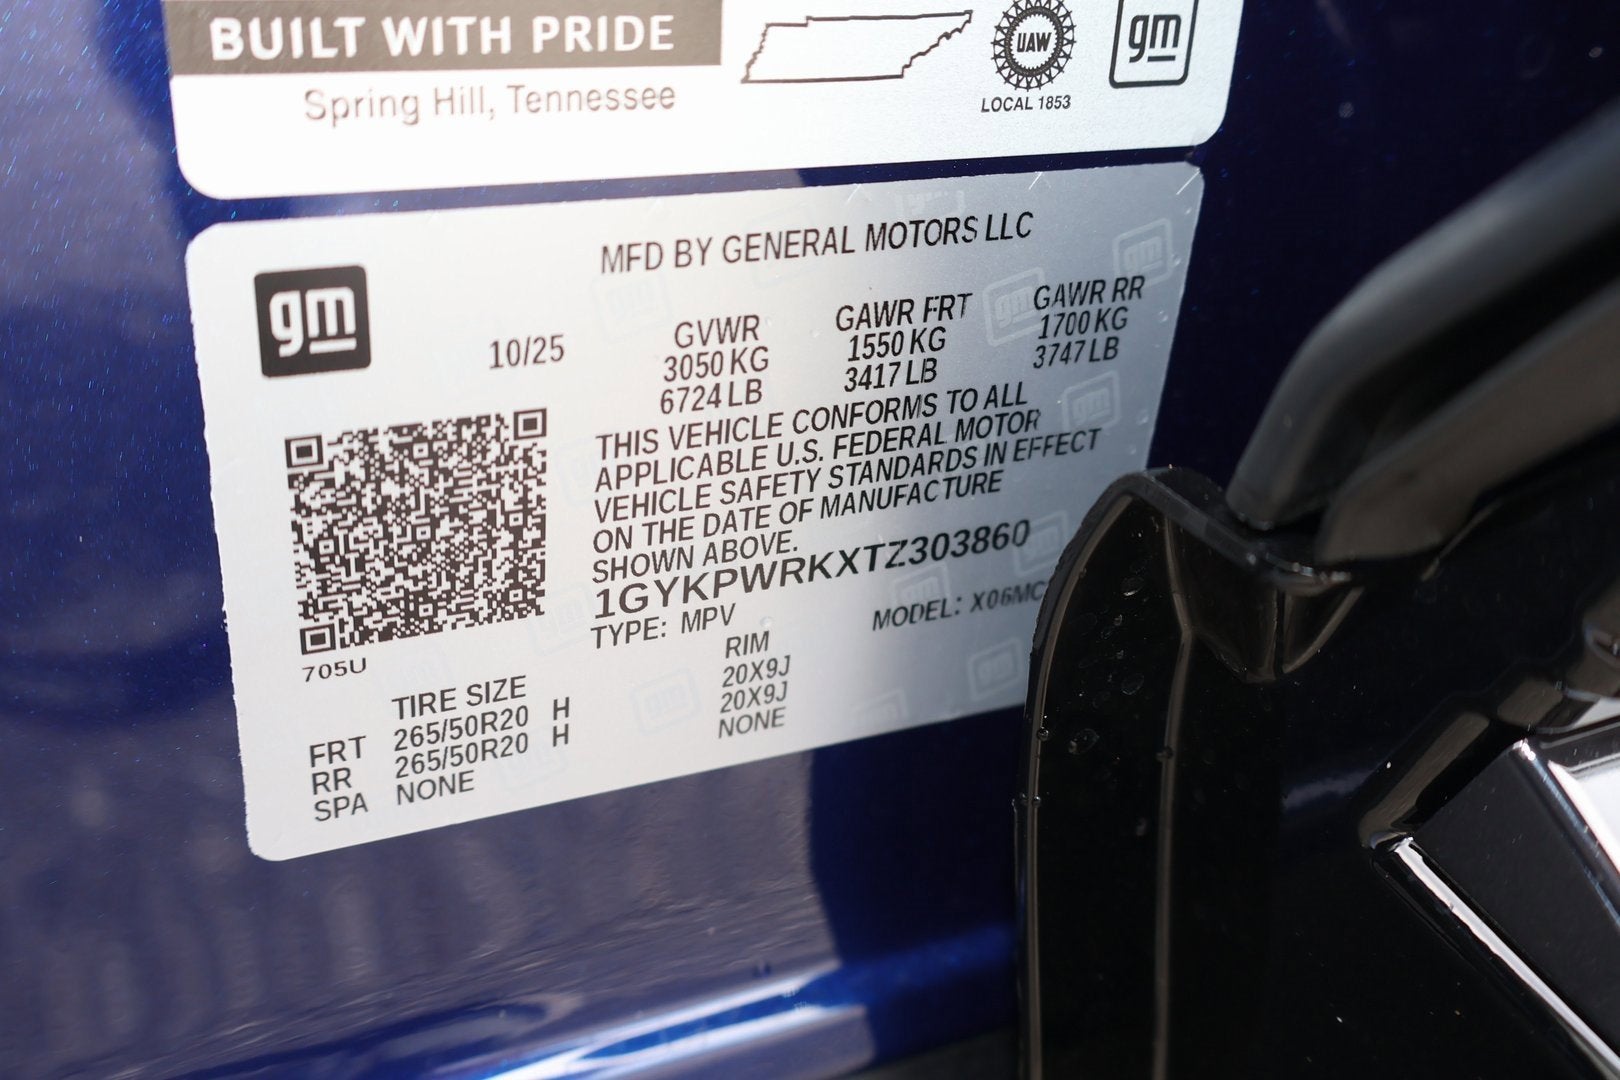 BUILT WITH PRIDE
Spring Hill, Tennessee
UAW
LOCAL 1853
gm
MFD BY GENERAL MOTORS LLC
gm
10/25
GVWR GAWR FRT GAWR RR
3050 KG 1550 KG 1700 KG
6724 LB 3417 LB 3747 LB
THIS VEHICLE CONFORMS TO ALL
APPLICABLE U.S. FEDERAL MOTOR
VEHICLE SAFETY STANDARDS IN EFFECT
ON THE DATE OF MANUFACTURE
SHOWN ABOVE.
1GYKPWRKXTZ303860
TYPE: MPV MODEL: X06MC
705U
TIRE SIZE RIM
FRT 265/50R20 H 20X9J
RR 265/50R20 H 20X9J
SPA NONE NONE